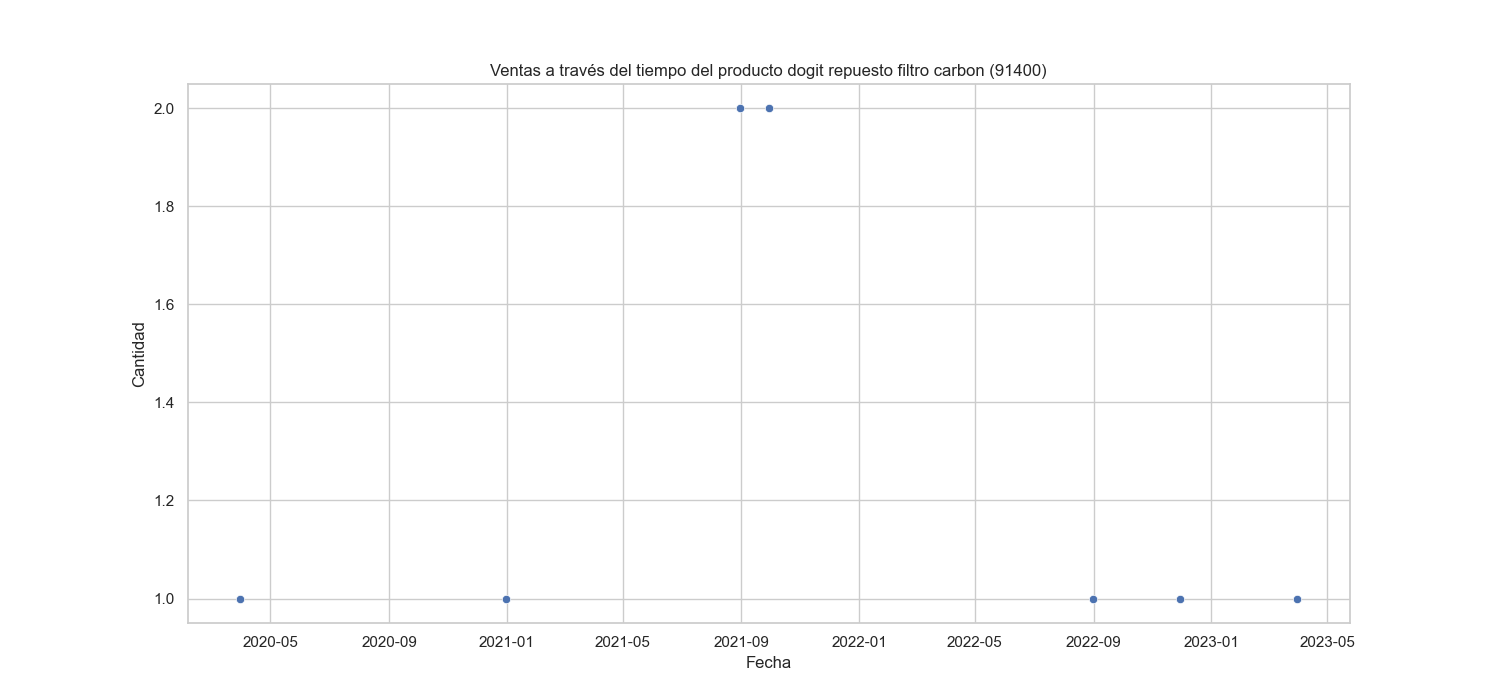 Ventas a través del tiempo del producto dogit repuesto filtro carbon (91400)
2.0
1.8
1.6
1.4
1.2
1.0
Cantidad
2020-05 2020-09 2021-01 2021-05 2021-09 2022-01 2022-05 2022-09 2023-01 2023-05
Fecha